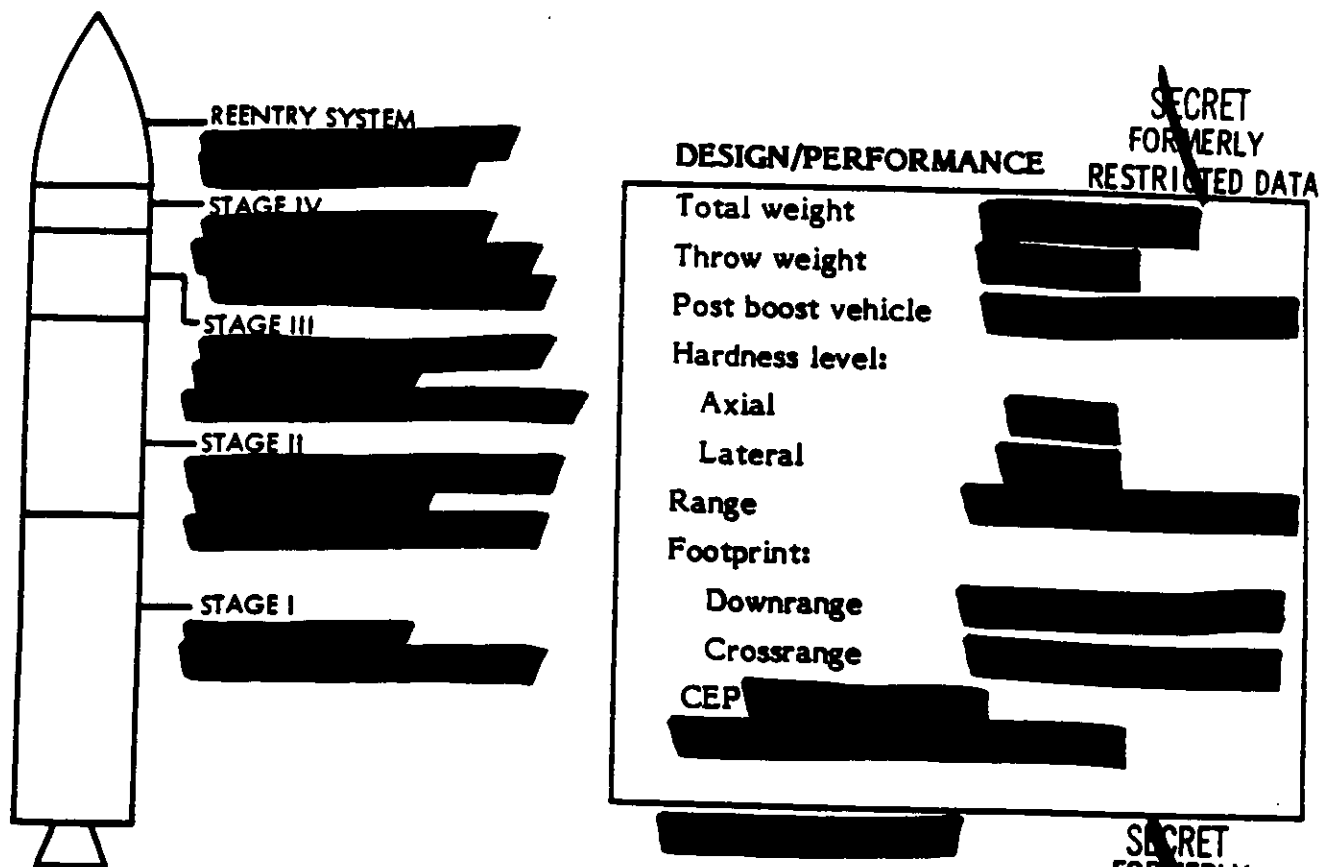 REENTRY SYSTEM
STAGE IV
STAGE III
STAGE II
STAGE I
SECRET
FORMERLY
RESTRICTED DATA
DESIGN/PERFORMANCE
Total weight
Throw weight
Post boost vehicle
Hardness level:
Axial
Lateral
Range
Footprint:
Downrange
Crossrange
CEP
SECRET